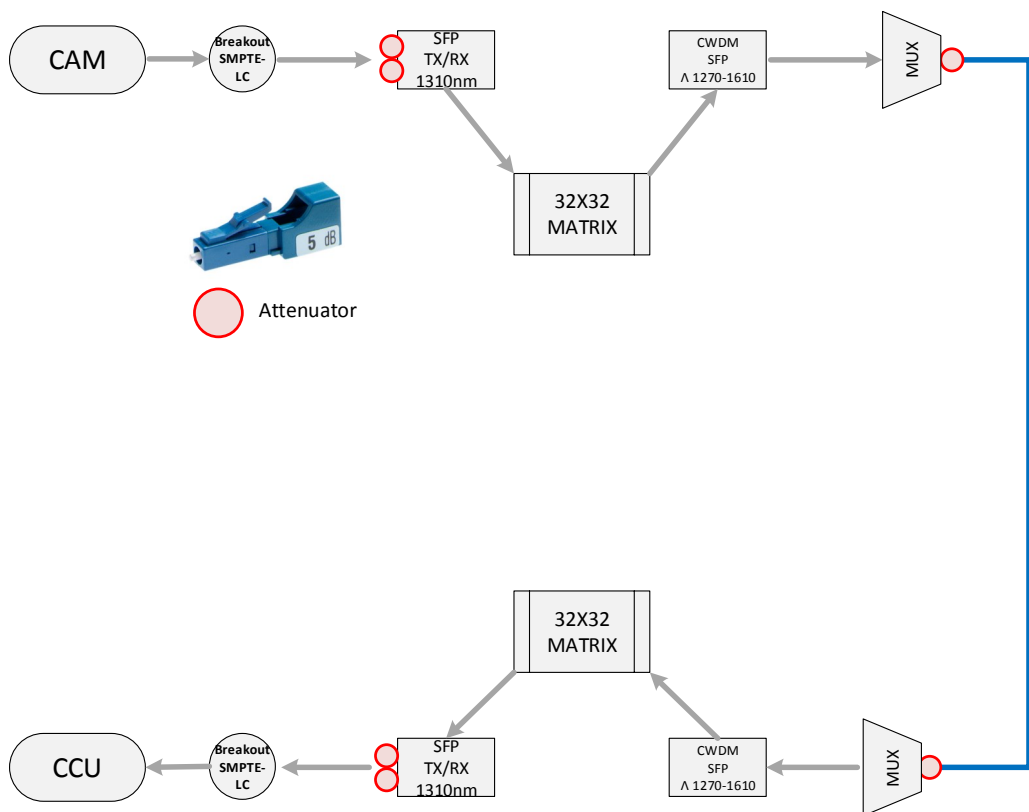 CAM
Breakout
SMPTE-
LC
SFP
TX/RX
1310nm
CWDM
SFP
Λ 1270-1610
MUX
32X32
MATRIX
5 dB
Attenuator
32X32
MATRIX
CCU
Breakout
SMPTE-
LC
SFP
TX/RX
1310nm
CWDM
SFP
Λ 1270-1610
MUX